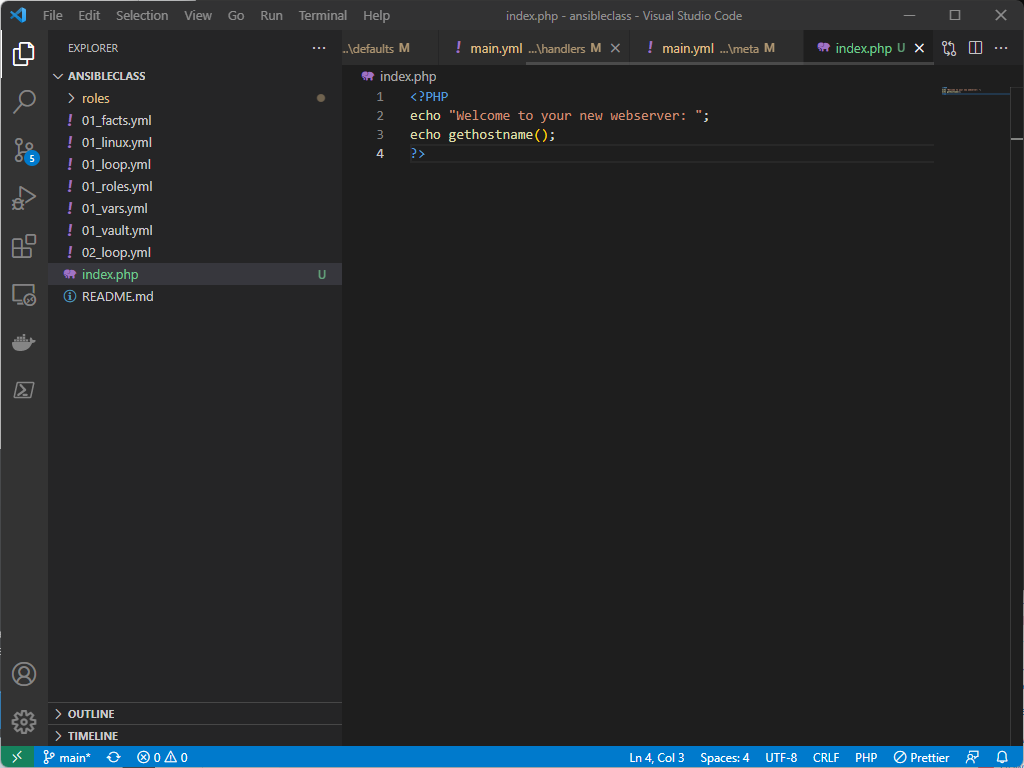 File Edit Selection View Go Run Terminal Help index.php - ansibleclass - Visual Studio Code
EXPLORER ...
..\defaults M ! main.yml ...\handlers M ! main.yml ...\meta M index.php U
ANSIBLECLASS
roles
! 01_facts.yml
! 01_linux.yml
! 01_loop.yml
! 01_roles.yml
! 01_vars.yml
! 01_vault.yml
! 02_loop.yml
index.php U
README.md
5
index.php
1 <?PHP
2 echo "Welcome to your new webserver: ";
3 echo gethostname();
4 ?>
OUTLINE
TIMELINE
main* 0 0 Ln 4, Col 3 Spaces: 4 UTF-8 CRLF PHP Prettier